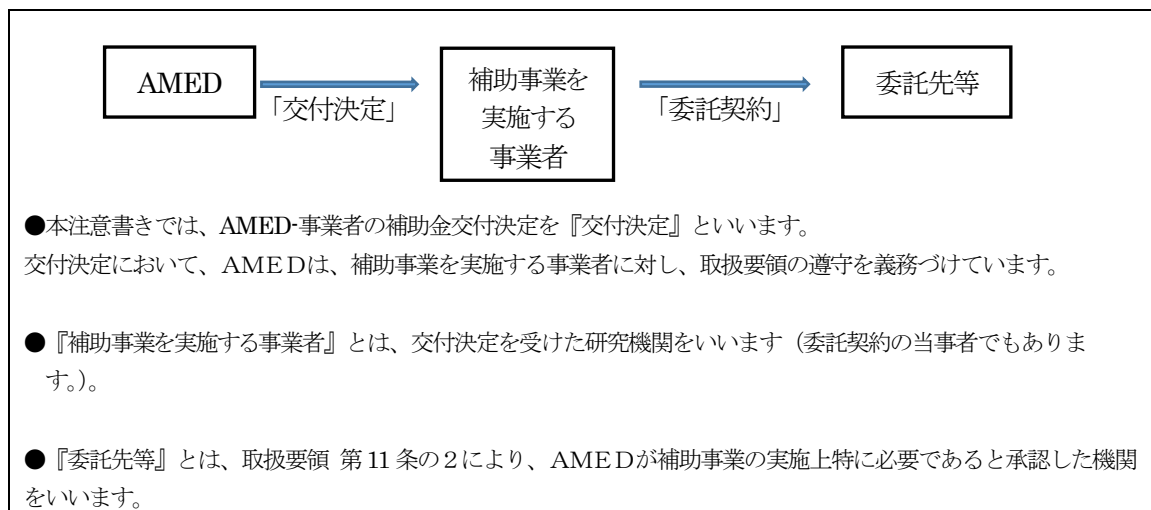 AMED
「交付決定」
補助事業を
実施する
事業者
「委託契約」
委託先等
●本注意書きでは、AMED-事業者の補助金交付決定を『交付決定』といいます。
交付決定において、ＡＭＥＤは、補助事業を実施する事業者に対し、取扱要領の遵守を義務づけています。
●『補助事業を実施する事業者』とは、交付決定を受けた研究機関をいいます（委託契約の当事者でもありま
す。）。
●『委託先等』とは、取扱要領 第 11 条の２により、ＡＭＥＤが補助事業の実施上特に必要であると承認した機関
をいいます。